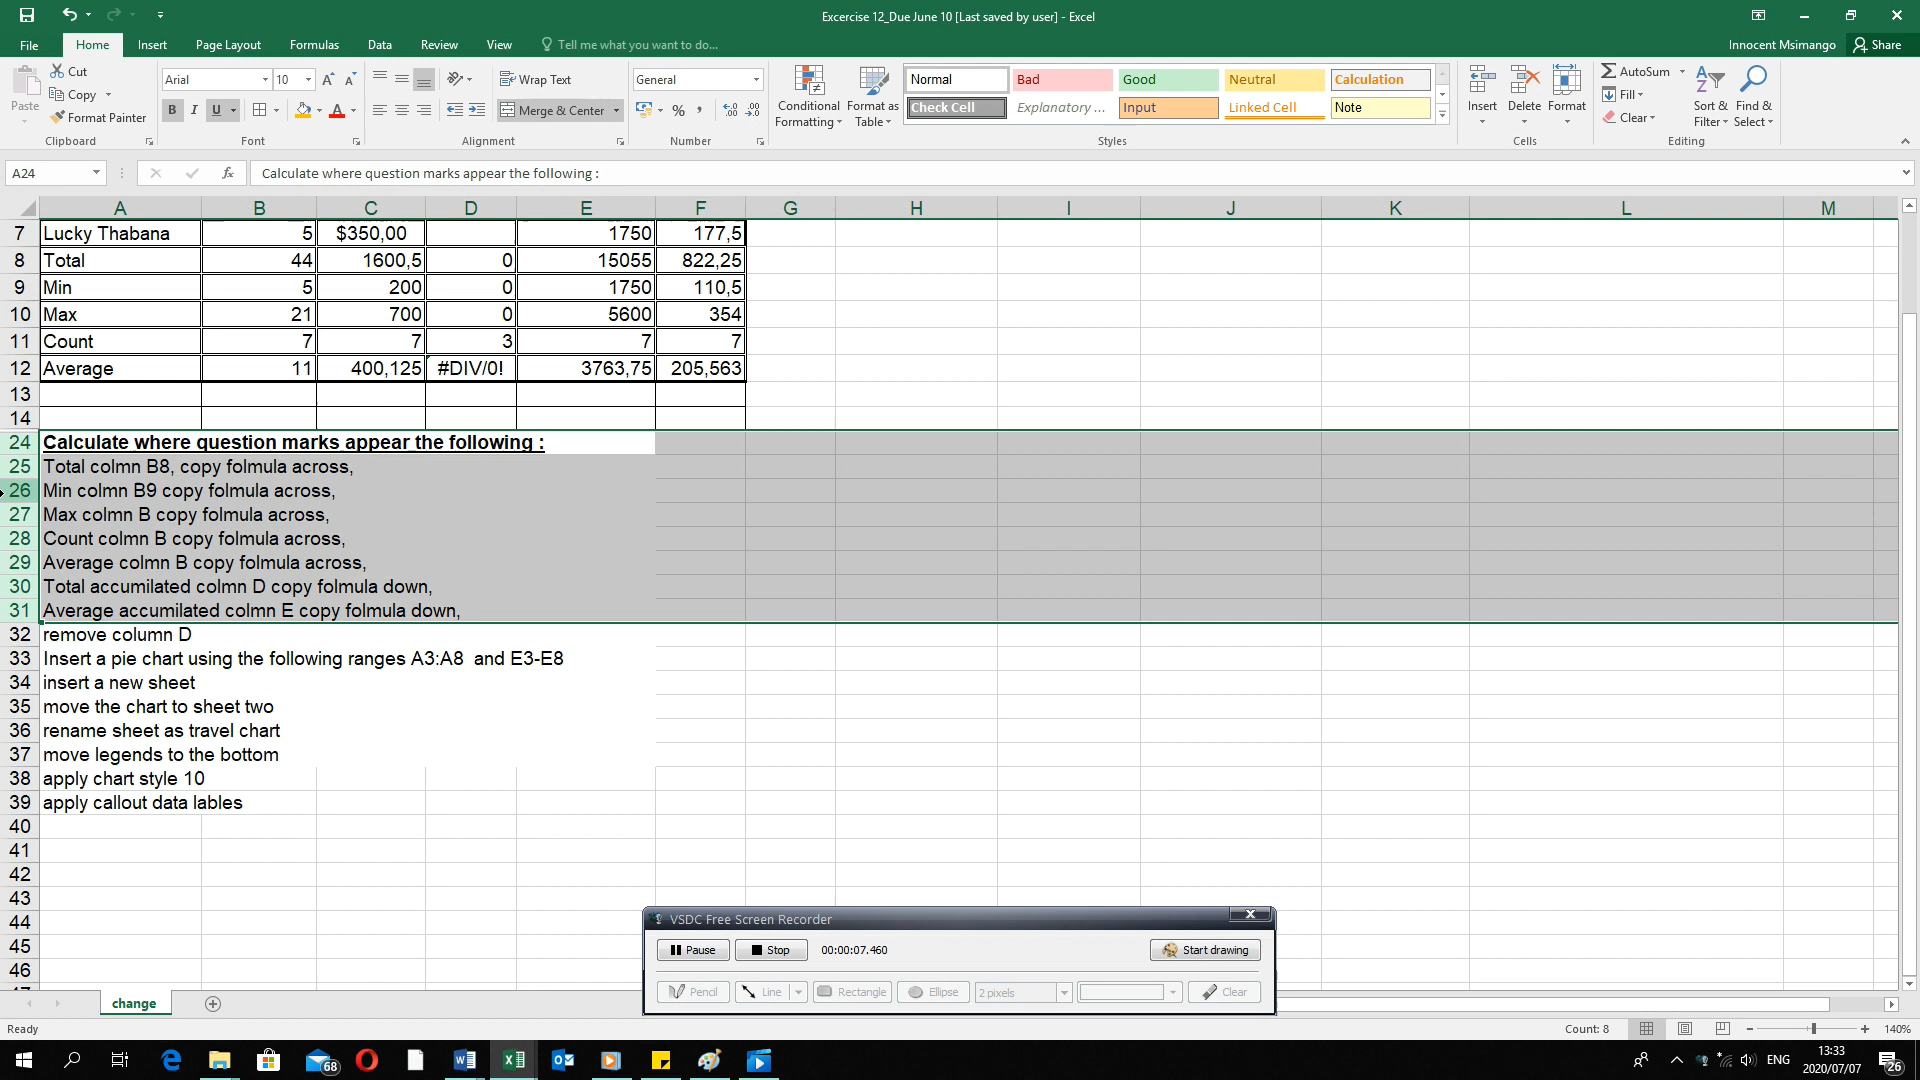 Excercise 12_Due June 10 [Last saved by user] - Excel
File Home Insert Page Layout Formulas Data Review View Tell me what you want to do... Innocent Msimango Share
Paste Cut Copy Format Painter Clipboard
Arial 10 B I U Font
Wrap Text Merge & Center Alignment
General % Number
Conditional Formatting Format as Table
Normal Bad Good Neutral Calculation
Check Cell Explanatory ... Input Linked Cell Note
Styles
Insert Delete Format Cells
AutoSum Fill Clear Sort & Filter Find & Select Editing
A24 fx Calculate where question marks appear the following :
A B C D E F G H I J K L M
7 Lucky Thabana 5 $350,00 1750 177,5
8 Total 44 1600,5 0 15055 822,25
9 Min 5 200 0 1750 110,5
10 Max 21 700 0 5600 354
11 Count 7 7 3 7 7
12 Average 11 400,125 #DIV/0! 3763,75 205,563
13
14
24 Calculate where question marks appear the following :
25 Total colmn B8, copy folmula across,
26 Min colmn B9 copy folmula across,
27 Max colmn B copy folmula across,
28 Count colmn B copy folmula across,
29 Average colmn B copy folmula across,
30 Total accumilated colmn D copy folmula down,
31 Average accumilated colmn E copy folmula down,
32 remove column D
33 Insert a pie chart using the following ranges A3:A8 and E3-E8
34 insert a new sheet
35 move the chart to sheet two
36 rename sheet as travel chart
37 move legends to the bottom
38 apply chart style 10
39 apply callout data lables
40
41
42
43
44
45
46
VSDC Free Screen Recorder
Pause Stop 00:00:07.460 Start drawing
Pencil Line Rectangle Ellipse 2 pixels Clear
change
Ready Count: 8 140%
68 ENG 13:33 2020/07/07 26